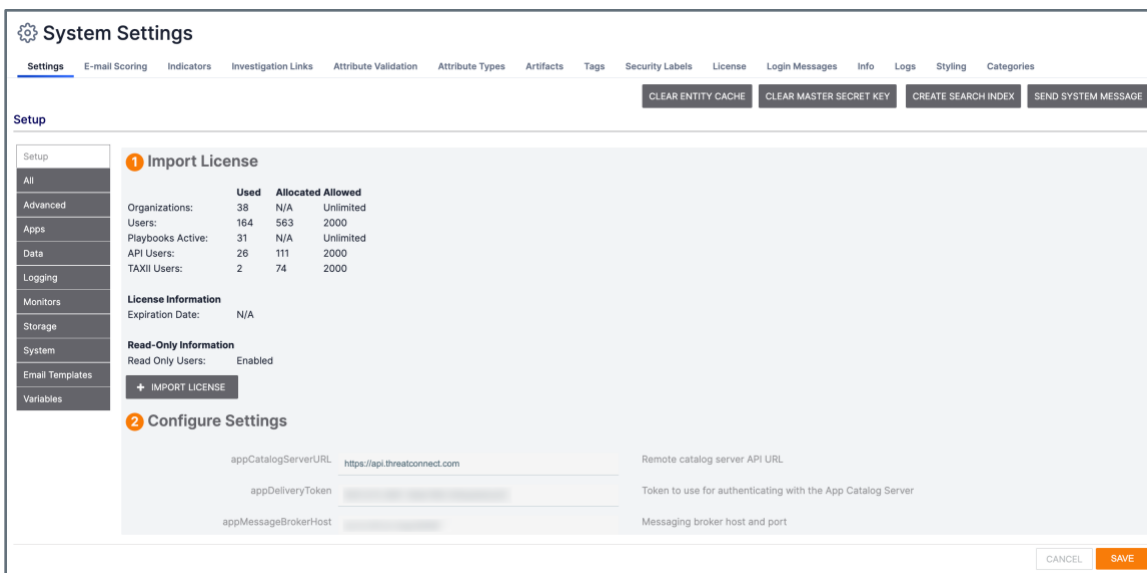 System Settings
Settings E-mail Scoring Indicators Investigation Links Attribute Validation Attribute Types Artifacts Tags Security Labels License Login Messages Info Logs Styling Categories
CLEAR ENTITY CACHE CLEAR MASTER SECRET KEY CREATE SEARCH INDEX SEND SYSTEM MESSAGE
Setup
Setup
All
Advanced
Apps
Data
Logging
Monitors
Storage
System
Email Templates
Variables
1 Import License
Used Allocated Allowed
Organizations: 38 N/A Unlimited
Users: 164 563 2000
Playbooks Active: 31 N/A Unlimited
API Users: 26 111 2000
TAXII Users: 2 74 2000
License Information
Expiration Date: N/A
Read-Only Information
Read Only Users: Enabled
+ IMPORT LICENSE
2 Configure Settings
appCatalogServerURL https://api.threatconnect.com Remote catalog server API URL
appDeliveryToken Token to use for authenticating with the App Catalog Server
appMessageBrokerHost Messaging broker host and port
CANCEL SAVE